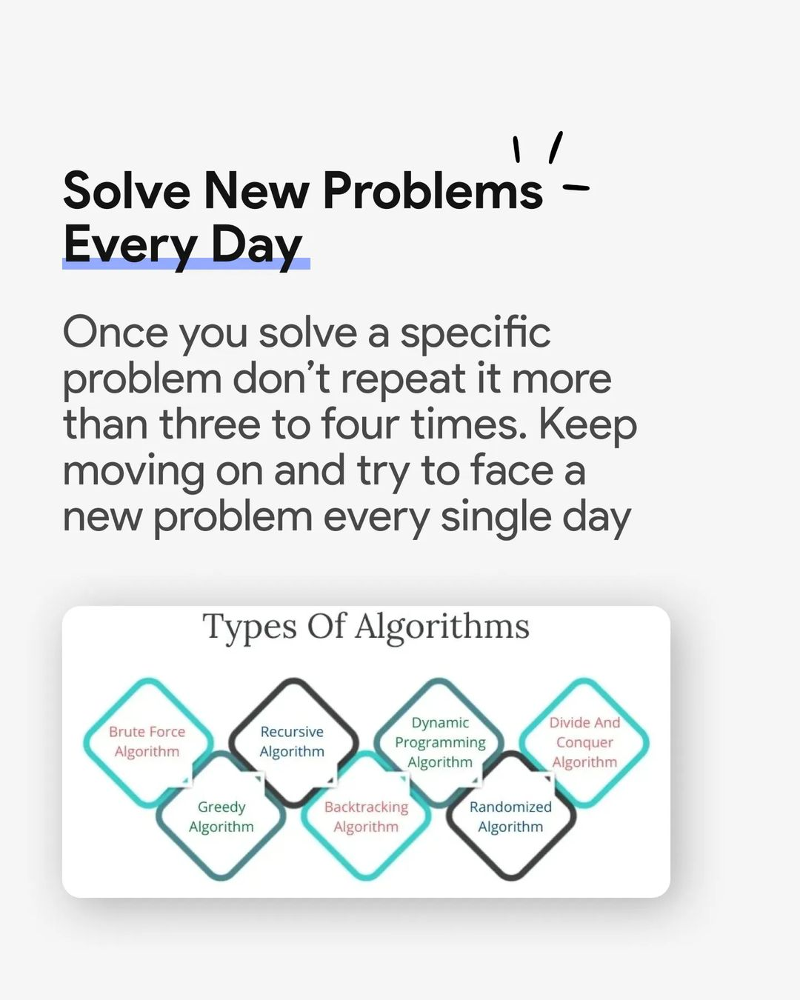 Solve New Problems
Every Day
Once you solve a specific
problem don’t repeat it more
than three to four times. Keep
moving on and try to face a
new problem every single day
Types Of Algorithms
Brute Force
Algorithm
Recursive
Algorithm
Dynamic
Programming
Algorithm
Divide And
Conquer
Algorithm
Greedy
Algorithm
Backtracking
Algorithm
Randomized
Algorithm